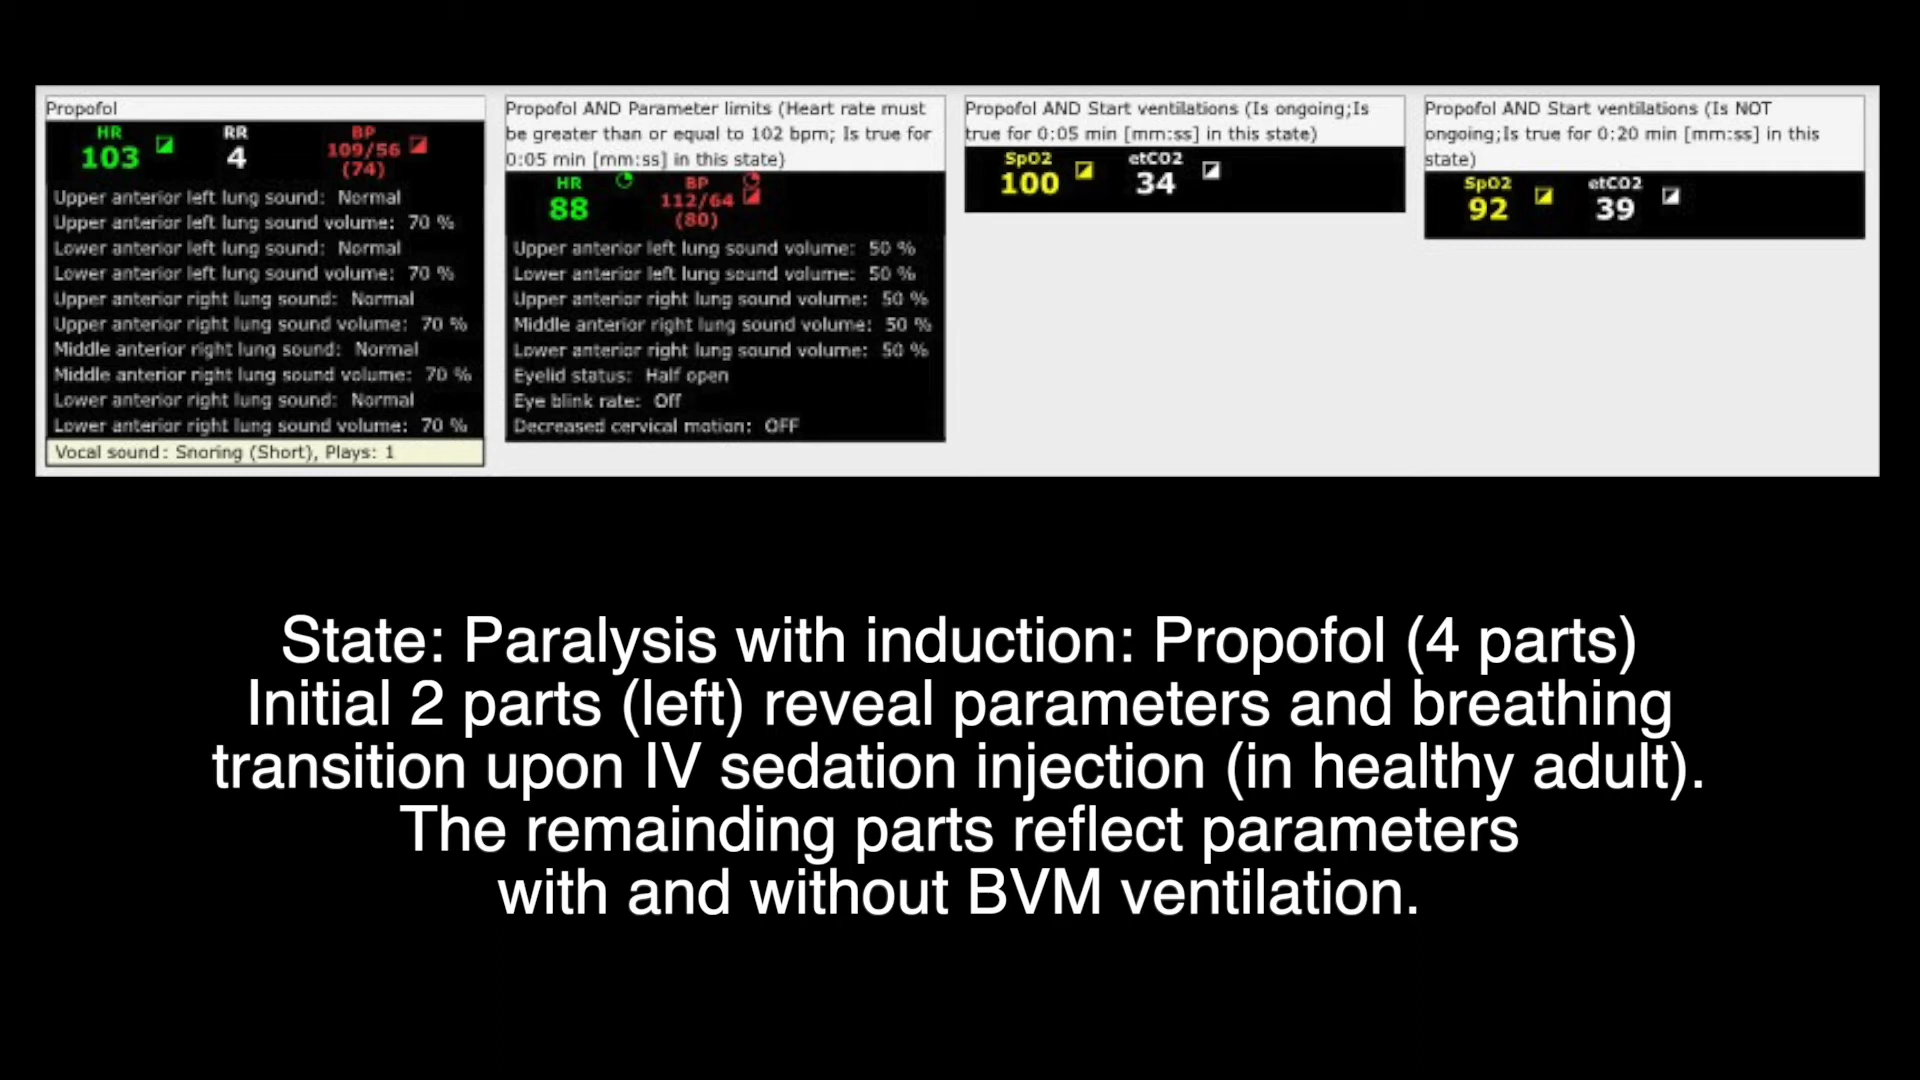 Propofol
HR
103
RR
4
BP
109/56
(74)
Upper anterior left lung sound: Normal
Upper anterior left lung sound volume: 70 %
Lower anterior left lung sound: Normal
Lower anterior left lung sound volume: 70 %
Upper anterior right lung sound: Normal
Upper anterior right lung sound volume: 70 %
Middle anterior right lung sound: Normal
Middle anterior right lung sound volume: 70 %
Lower anterior right lung sound: Normal
Lower anterior right lung sound volume: 70 %
Vocal sound: Snoring (Short), Plays: 1
Propofol AND Parameter limits (Heart rate must
be greater than or equal to 102 bpm; Is true for
0:05 min [mm:ss] in this state)
HR
88
BP
112/64
(80)
Upper anterior left lung sound volume: 50 %
Lower anterior left lung sound volume: 50 %
Upper anterior right lung sound volume: 50 %
Middle anterior right lung sound volume: 50 %
Lower anterior right lung sound volume: 50 %
Eyelid status: Half open
Eye blink rate: Off
Decreased cervical motion: OFF
Propofol AND Start ventilations (Is ongoing;Is
true for 0:05 min [mm:ss] in this state)
SpO2
100
etCO2
34
Propofol AND Start ventilations (Is NOT
ongoing;Is true for 0:20 min [mm:ss] in this
state)
SpO2
92
etCO2
39
State: Paralysis with induction: Propofol (4 parts)
Initial 2 parts (left) reveal parameters and breathing
transition upon IV sedation injection (in healthy adult).
The remainding parts reflect parameters
with and without BVM ventilation.